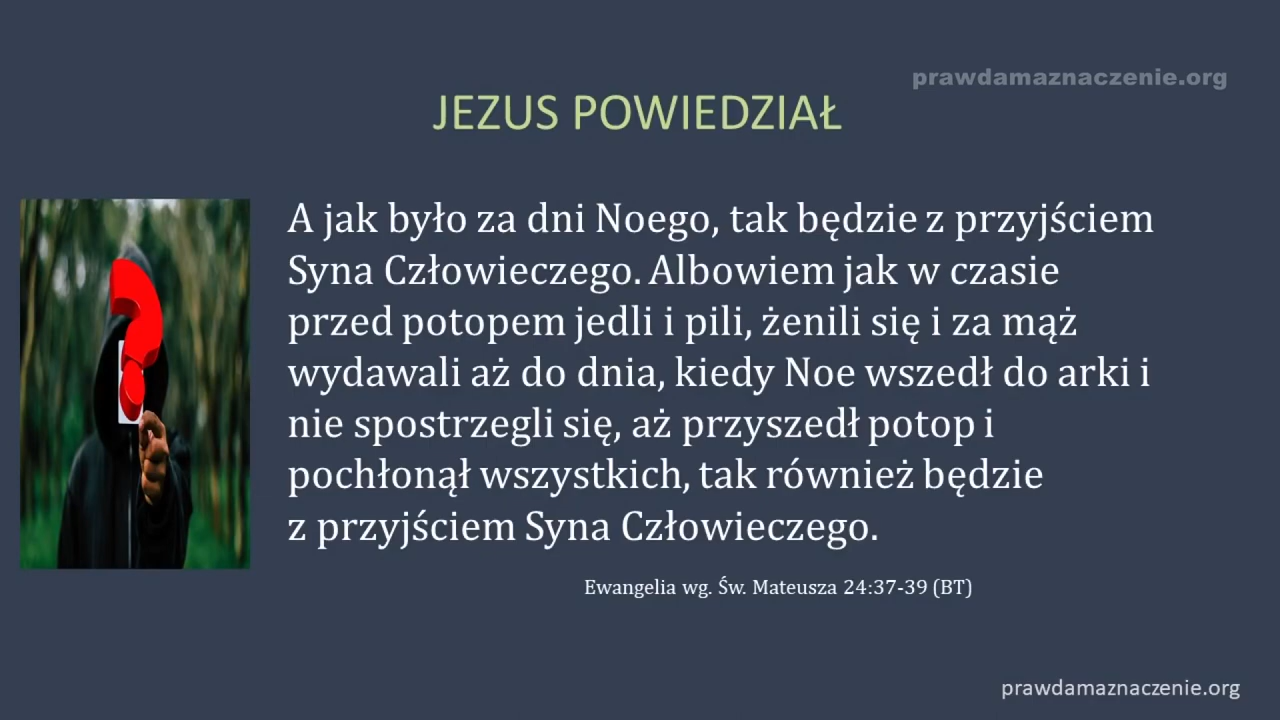 prawdamaznaczenie.org
JEZUS POWIEDZIAŁ
A jak było za dni Noego, tak będzie z przyjściem
Syna Człowieczego. Albowiem jak w czasie
przed potopem jedli i pili, żenili się i za mąż
wydawali aż do dnia, kiedy Noe wszedł do arki i
nie spostrzegli się, aż przyszedł potop i
pochłonął wszystkich, tak również będzie
z przyjściem Syna Człowieczego.
Ewangelia wg. Św. Mateusza 24:37-39 (BT)
prawdamaznaczenie.org